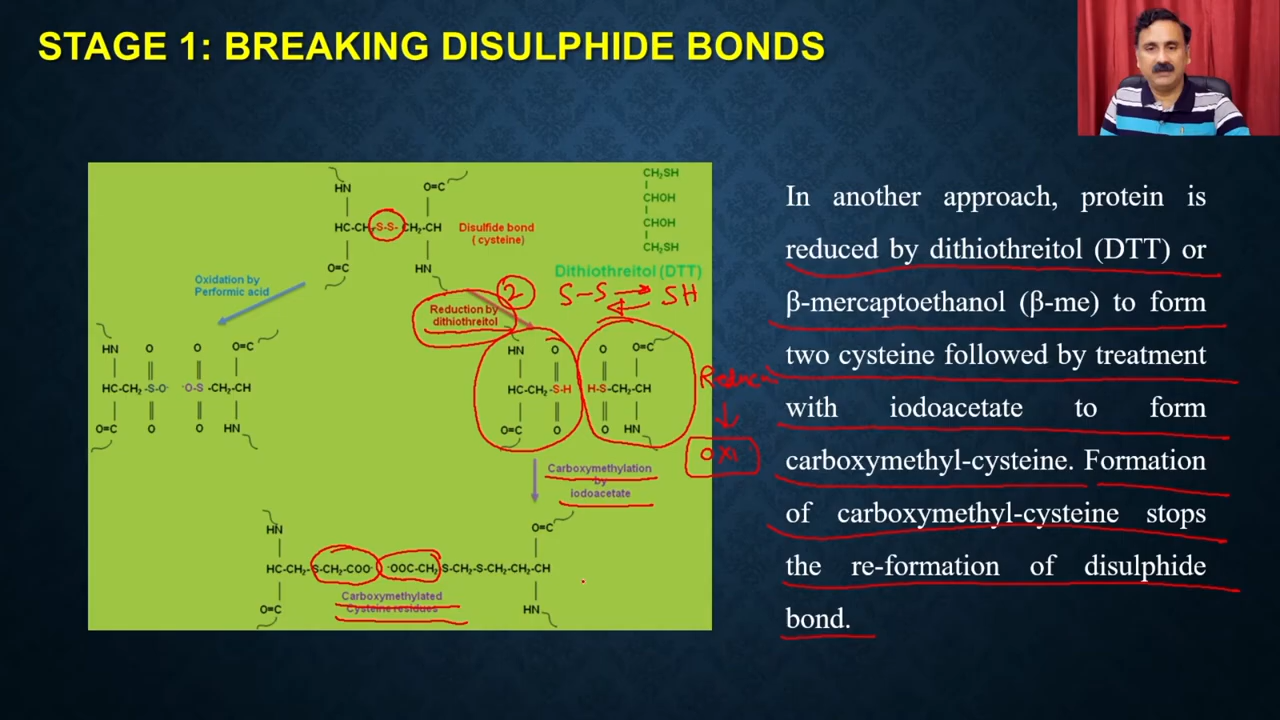 STAGE 1: BREAKING DISULPHIDE BONDS
CH₂SH
CHOH
CHOH
CH₂SH
Dithiothreitol (DTT)
S-S ⇌ SH
HN O=C
HC-CH₂-S-S-CH₂-CH
O=C HN
Disulfide bond
( cysteine)
Oxidation by
Performic acid
2
Reduction by
dithiothreitol
HN O O O=C
HC-CH₂-S-O⁻ ⁻O-S-CH₂-CH
O=C O O HN
HN O O O=C
HC-CH₂-S-H H-S-CH₂-CH
O=C O O HN
OXI
Carboxymethylation
by
iodoacetate
HN O=C
HC-CH₂-S-CH₂-COO⁻ ⁻OOC-CH₂-S-CH₂-S-CH₂-CH₂-CH
O=C HN
Carboxymethylated
Cysteine residues
In another approach, protein is
reduced by dithiothreitol (DTT) or
β-mercaptoethanol (β-me) to form
two cysteine followed by treatment
with iodoacetate to form
carboxymethyl-cysteine. Formation
of carboxymethyl-cysteine stops
the re-formation of disulphide
bond.